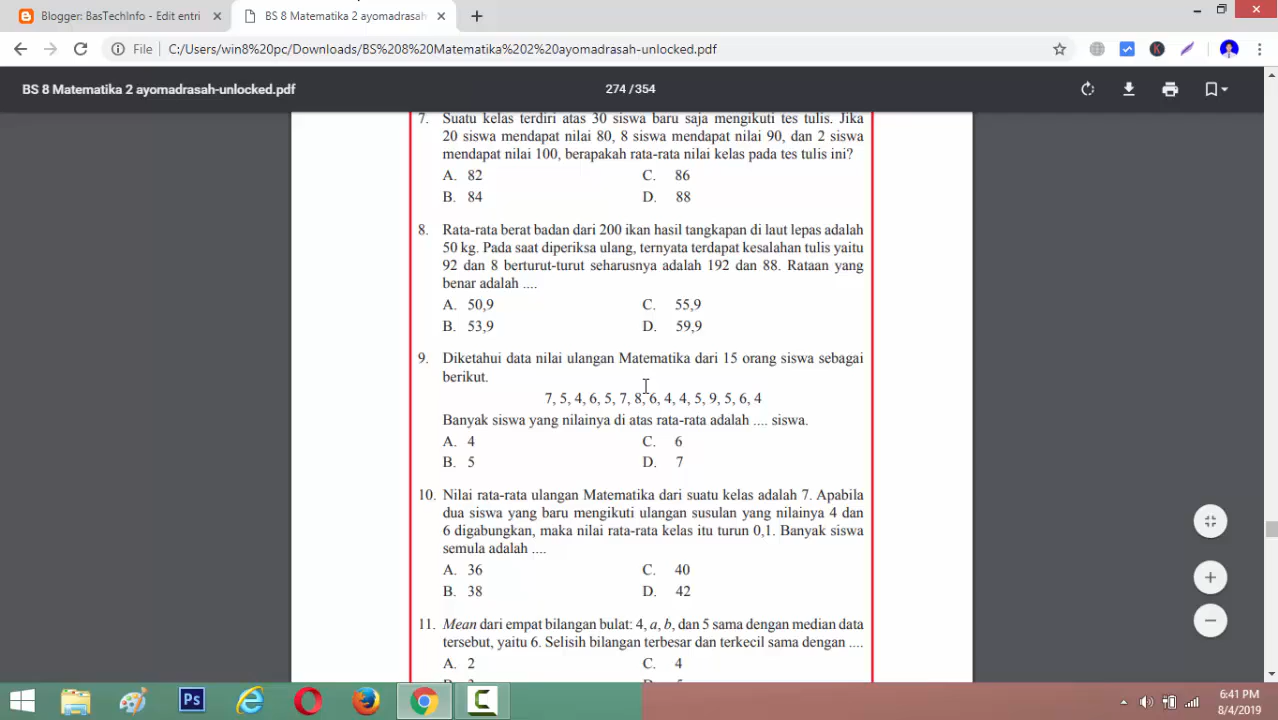 Blogger: BasTechInfo - Edit entri
BS 8 Matematika 2 ayomadrasah
File
C:/Users/win8%20pc/Downloads/BS%208%20Matematika%202%20ayomadrasah-unlocked.pdf
BS 8 Matematika 2 ayomadrasah-unlocked.pdf
274 / 354
7. Suatu kelas terdiri atas 30 siswa baru saja mengikuti tes tulis. Jika
20 siswa mendapat nilai 80, 8 siswa mendapat nilai 90, dan 2 siswa
mendapat nilai 100, berapakah rata-rata nilai kelas pada tes tulis ini?
A. 82 C. 86
B. 84 D. 88
8. Rata-rata berat badan dari 200 ikan hasil tangkapan di laut lepas adalah
50 kg. Pada saat diperiksa ulang, ternyata terdapat kesalahan tulis yaitu
92 dan 8 berturut-turut seharusnya adalah 192 dan 88. Rataan yang
benar adalah ....
A. 50,9 C. 55,9
B. 53,9 D. 59,9
9. Diketahui data nilai ulangan Matematika dari 15 orang siswa sebagai
berikut.
7, 5, 4, 6, 5, 7, 8, 6, 4, 4, 5, 9, 5, 6, 4
Banyak siswa yang nilainya di atas rata-rata adalah .... siswa.
A. 4 C. 6
B. 5 D. 7
10. Nilai rata-rata ulangan Matematika dari suatu kelas adalah 7. Apabila
dua siswa yang baru mengikuti ulangan susulan yang nilainya 4 dan
6 digabungkan, maka nilai rata-rata kelas itu turun 0,1. Banyak siswa
semula adalah ....
A. 36 C. 40
B. 38 D. 42
11. Mean dari empat bilangan bulat: 4, a, b, dan 5 sama dengan median data
tersebut, yaitu 6. Selisih bilangan terbesar dan terkecil sama dengan ....
A. 2 C. 4
Ps
6:41 PM
8/4/2019